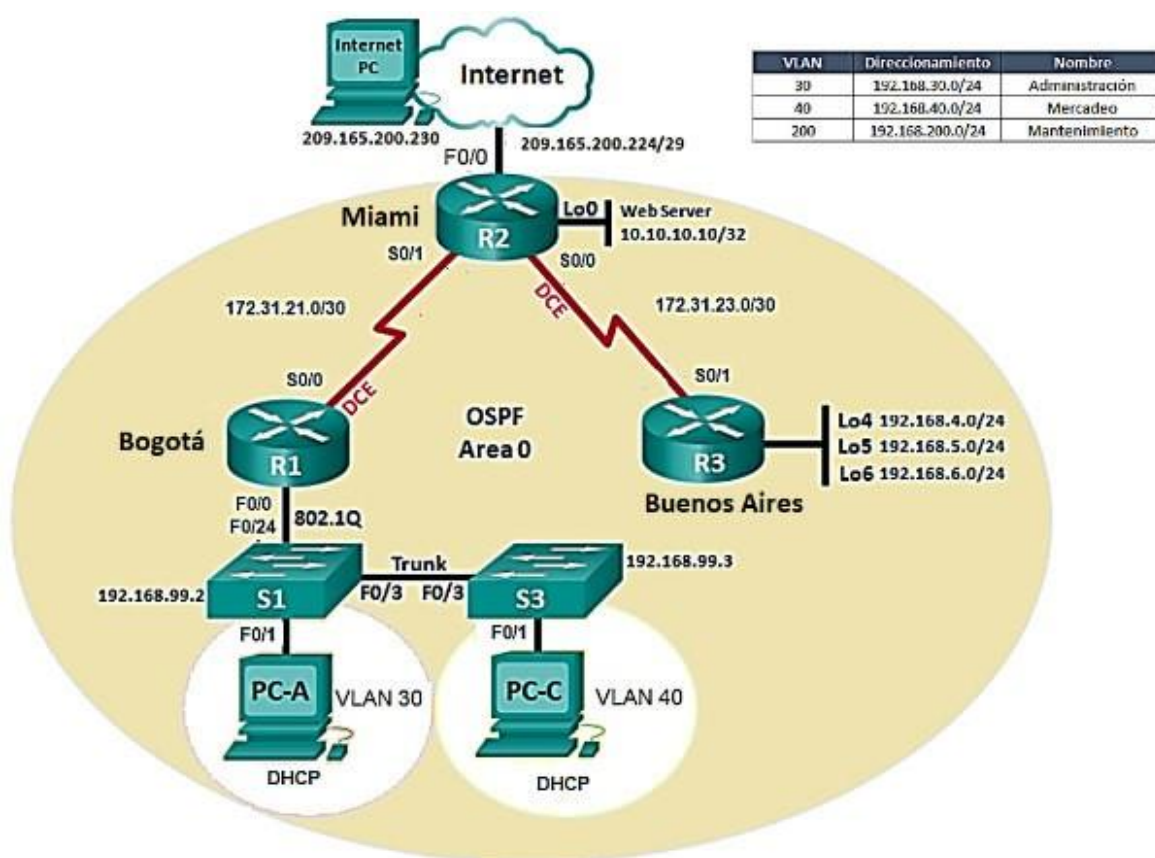 Internet
PC
Internet
209.165.200.230
209.165.200.224/29
F0/0
VLAN Direccionamiento Nombre
30 192.168.30.0/24 Administración
40 192.168.40.0/24 Mercadeo
200 192.168.200.0/24 Mantenimiento
Miami
R2
Lo0
Web Server
10.10.10.10/32
S0/1
S0/0
DCE
172.31.21.0/30
172.31.23.0/30
S0/0
DCE
S0/1
Bogotá
R1
OSPF
Area 0
R3
Buenos Aires
Lo4 192.168.4.0/24
Lo5 192.168.5.0/24
Lo6 192.168.6.0/24
F0/0
F0/24
802.1Q
192.168.99.2
S1
Trunk
F0/3 F0/3
S3
192.168.99.3
F0/1
F0/1
PC-A
VLAN 30
DHCP
PC-C
VLAN 40
DHCP